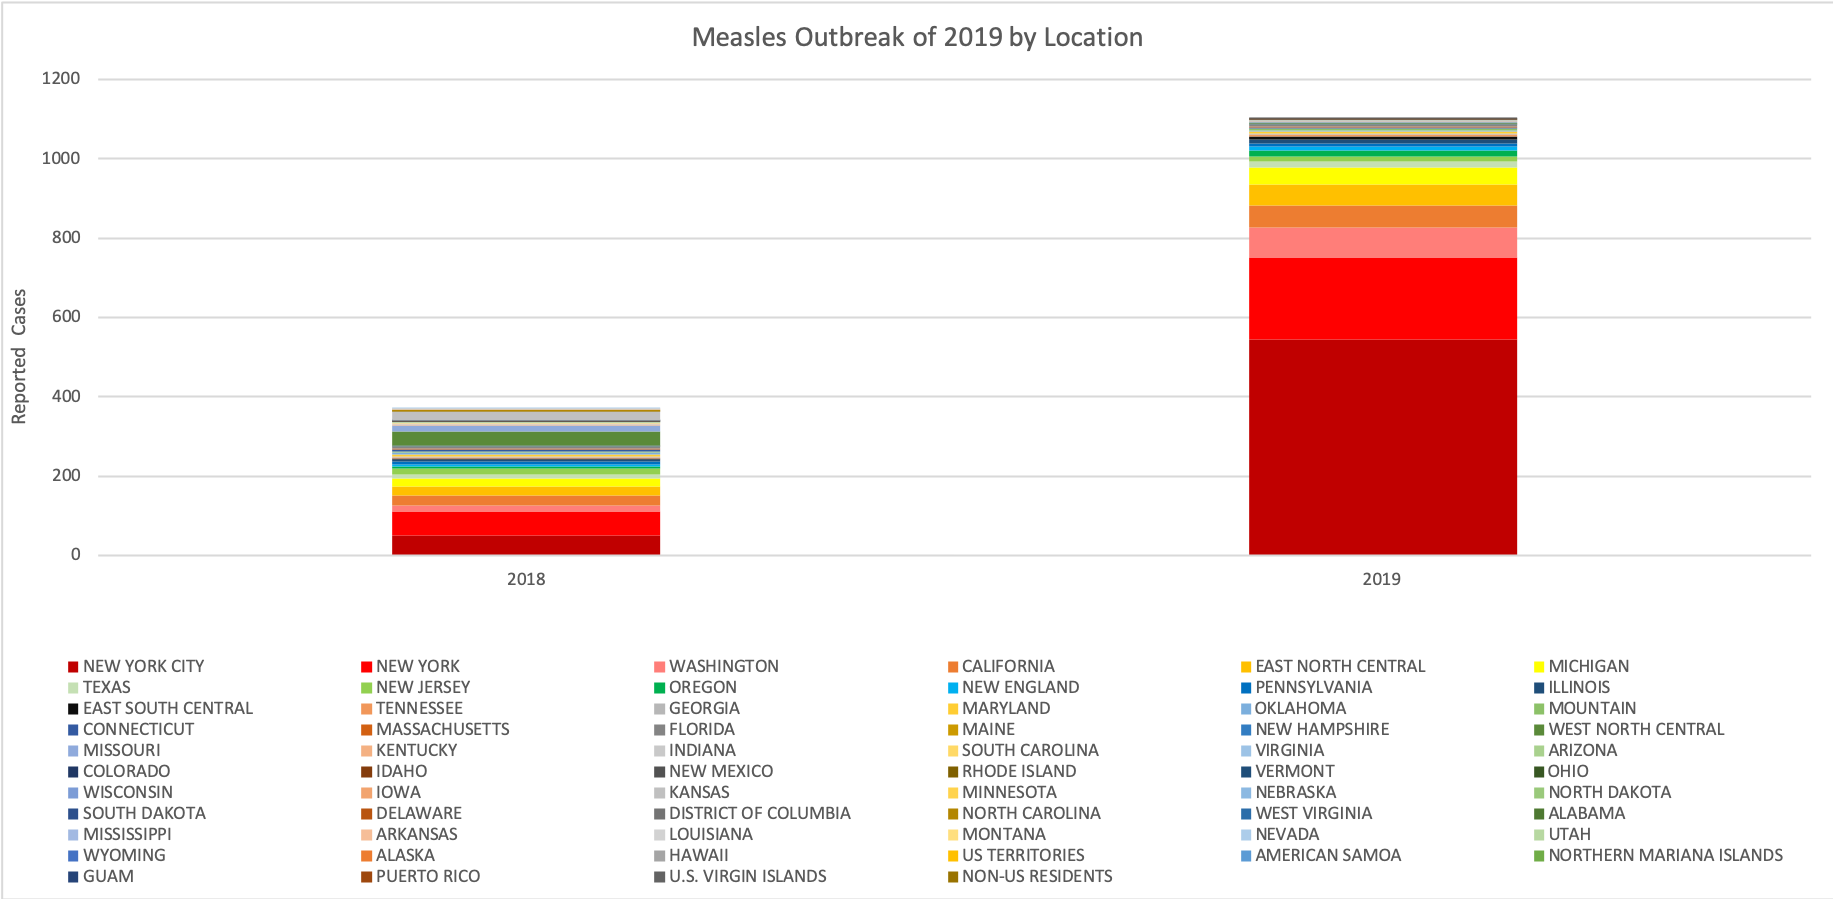 Measles Outbreak of 2019 by Location
1200
1000
800
600
400
200
0
Reported Cases
2018 2019
NEW YORK CITY NEW YORK WASHINGTON CALIFORNIA EAST NORTH CENTRAL MICHIGAN
TEXAS NEW JERSEY OREGON NEW ENGLAND PENNSYLVANIA ILLINOIS
EAST SOUTH CENTRAL TENNESSEE GEORGIA MARYLAND OKLAHOMA MOUNTAIN
CONNECTICUT MASSACHUSETTS FLORIDA MAINE NEW HAMPSHIRE WEST NORTH CENTRAL
MISSOURI KENTUCKY INDIANA SOUTH CAROLINA VIRGINIA ARIZONA
COLORADO IDAHO NEW MEXICO RHODE ISLAND VERMONT OHIO
WISCONSIN IOWA KANSAS MINNESOTA NEBRASKA NORTH DAKOTA
SOUTH DAKOTA DELAWARE DISTRICT OF COLUMBIA NORTH CAROLINA WEST VIRGINIA ALABAMA
MISSISSIPPI ARKANSAS LOUISIANA MONTANA NEVADA UTAH
WYOMING ALASKA HAWAII US TERRITORIES AMERICAN SAMOA NORTHERN MARIANA ISLANDS
GUAM PUERTO RICO U.S. VIRGIN ISLANDS NON-US RESIDENTS